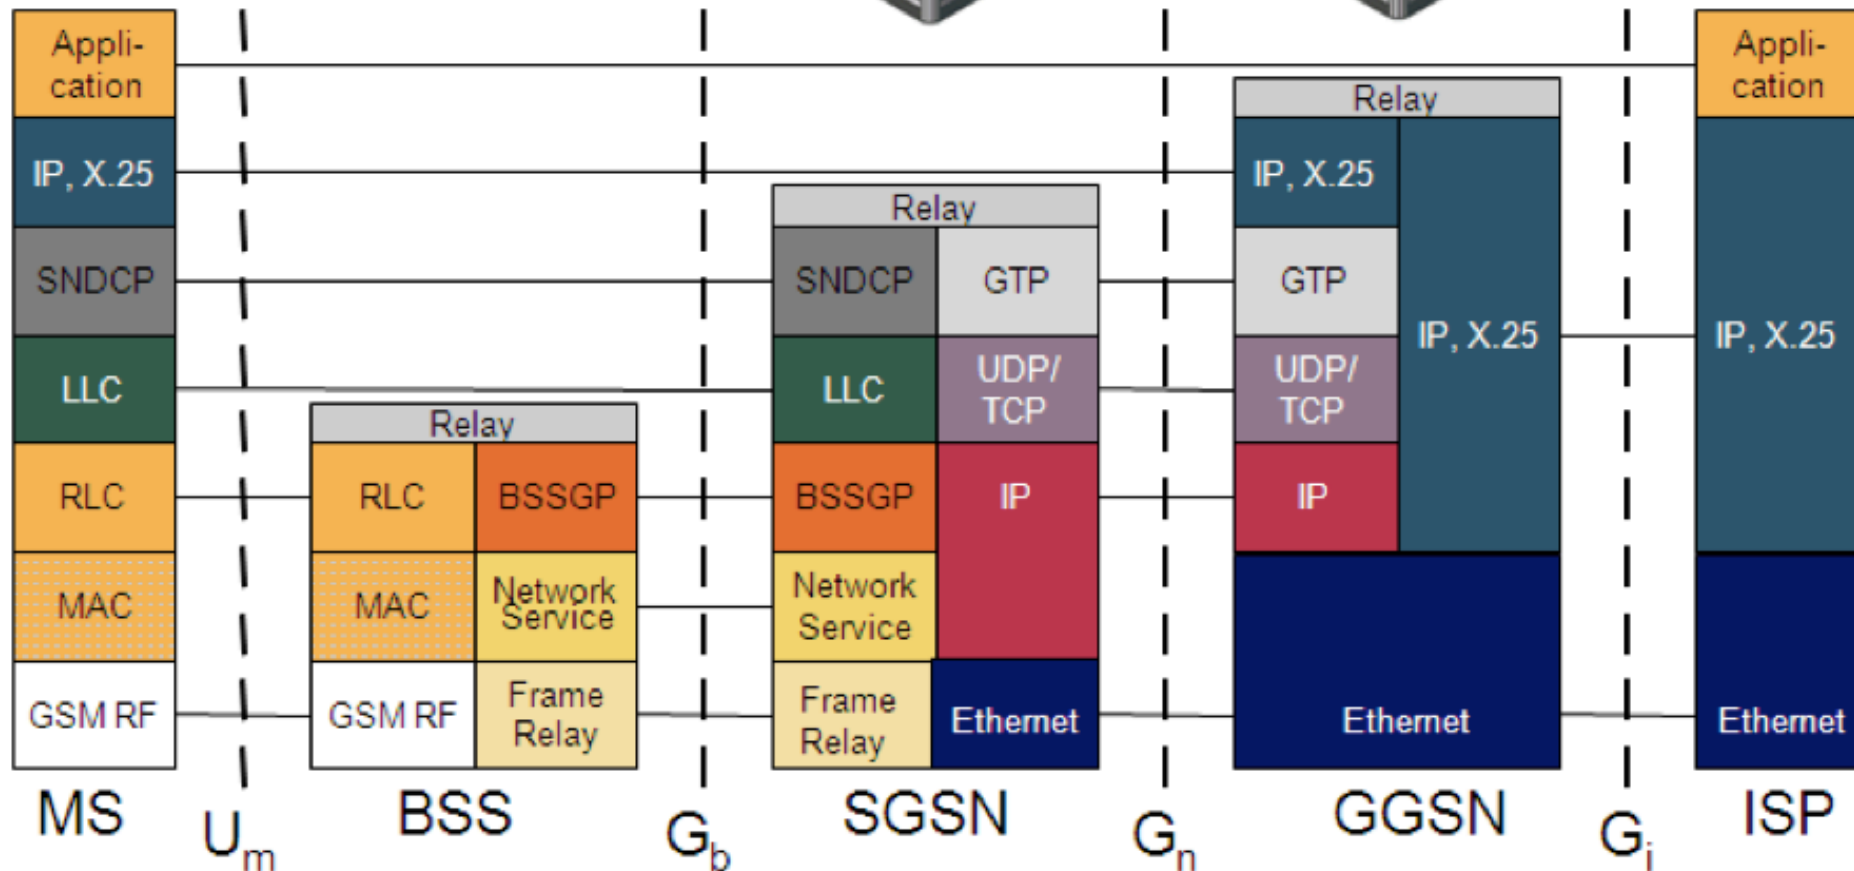 Appli-
cation
IP, X.25
SNDCP
LLC
RLC
MAC
GSM RF
MS
Um
Relay
RLC
BSSGP
MAC
Network
Service
GSM RF
Frame
Relay
BSS
Gb
Relay
SNDCP
GTP
LLC
UDP/
TCP
BSSGP
IP
Network
Service
Frame
Relay
Ethernet
SGSN
Gn
Relay
IP, X.25
GTP
IP, X.25
UDP/
TCP
IP
Ethernet
GGSN
Gi
Appli-
cation
IP, X.25
Ethernet
ISP